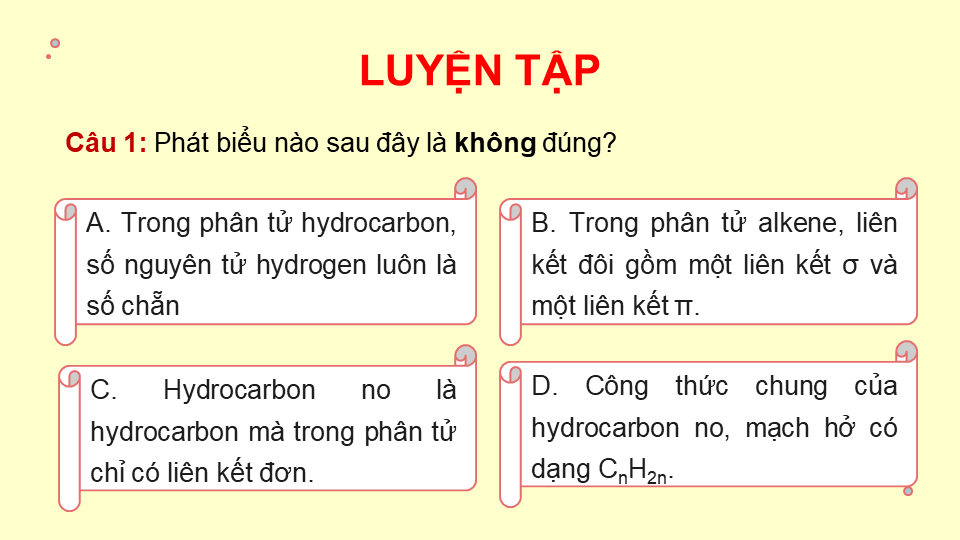 LUYỆN TẬP
Câu 1: Phát biểu nào sau đây là không đúng?
A. Trong phân tử hydrocarbon,
số nguyên tử hydrogen luôn là
số chẵn
B. Trong phân tử alkene, liên
kết đôi gồm một liên kết σ và
một liên kết π.
C. Hydrocarbon no là
hydrocarbon mà trong phân tử
chỉ có liên kết đơn.
D. Công thức chung của
hydrocarbon no, mạch hở có
dạng CₙH₂ₙ.